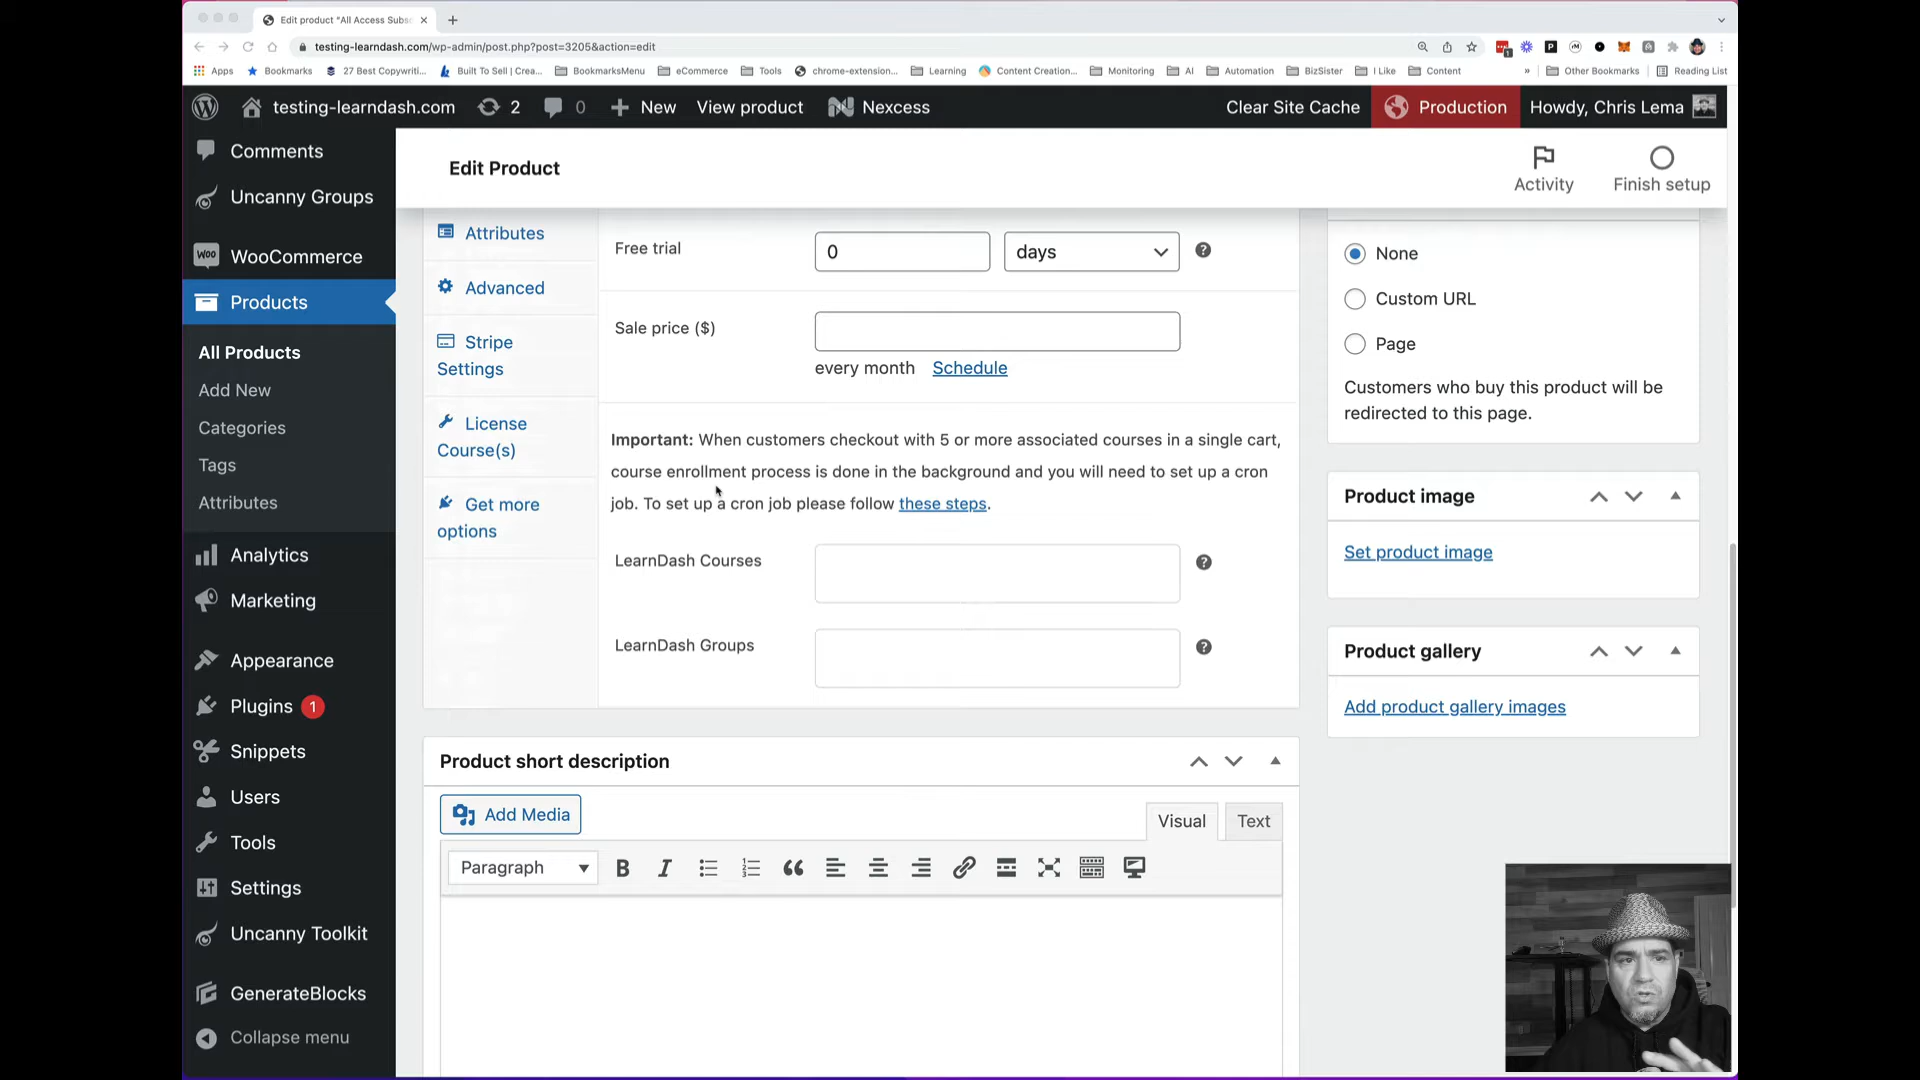 Edit product "All Access Subsc
testing-learndash.com/wp-admin/post.php?post=3205&action=edit
Apps
Bookmarks
27 Best Copywriti...
Built To Sell | Crea...
BookmarksMenu
eCommerce
Tools
chrome-extension...
Learning
Content Creation...
Monitoring
AI
Automation
BizSister
I Like
Content
»
Other Bookmarks
Reading List
testing-learndash.com
2
0
New
View product
Nexcess
Clear Site Cache
Production
Howdy, Chris Lema
Comments
Uncanny Groups
WooCommerce
Products
All Products
Add New
Categories
Tags
Attributes
Analytics
Marketing
Appearance
Plugins 1
Snippets
Users
Tools
Settings
Uncanny Toolkit
GenerateBlocks
Collapse menu
Edit Product
Activity
Finish setup
Attributes
Advanced
Stripe
Settings
License
Course(s)
Get more
options
Free trial
0
days
Sale price ($)
every month Schedule
Important: When customers checkout with 5 or more associated courses in a single cart,
course enrollment process is done in the background and you will need to set up a cron
job. To set up a cron job please follow these steps.
LearnDash Courses
LearnDash Groups
None
Custom URL
Page
Customers who buy this product will be
redirected to this page.
Product image
Set product image
Product gallery
Add product gallery images
Product short description
Add Media
Visual
Text
Paragraph